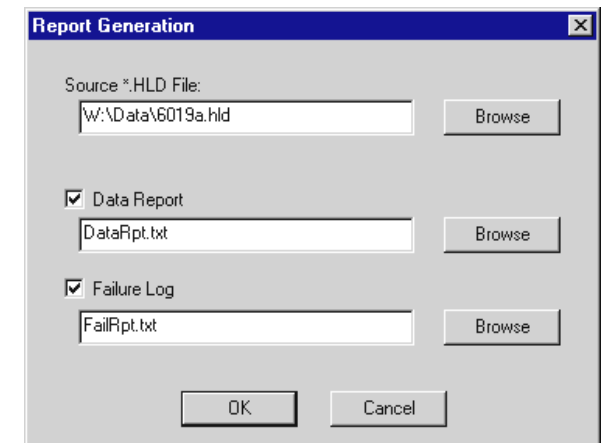 Report Generation
Source *.HLD File:
W:\Data\6019a.hld
Browse
Data Report
DataRpt.txt
Browse
Failure Log
FailRpt.txt
Browse
OK
Cancel